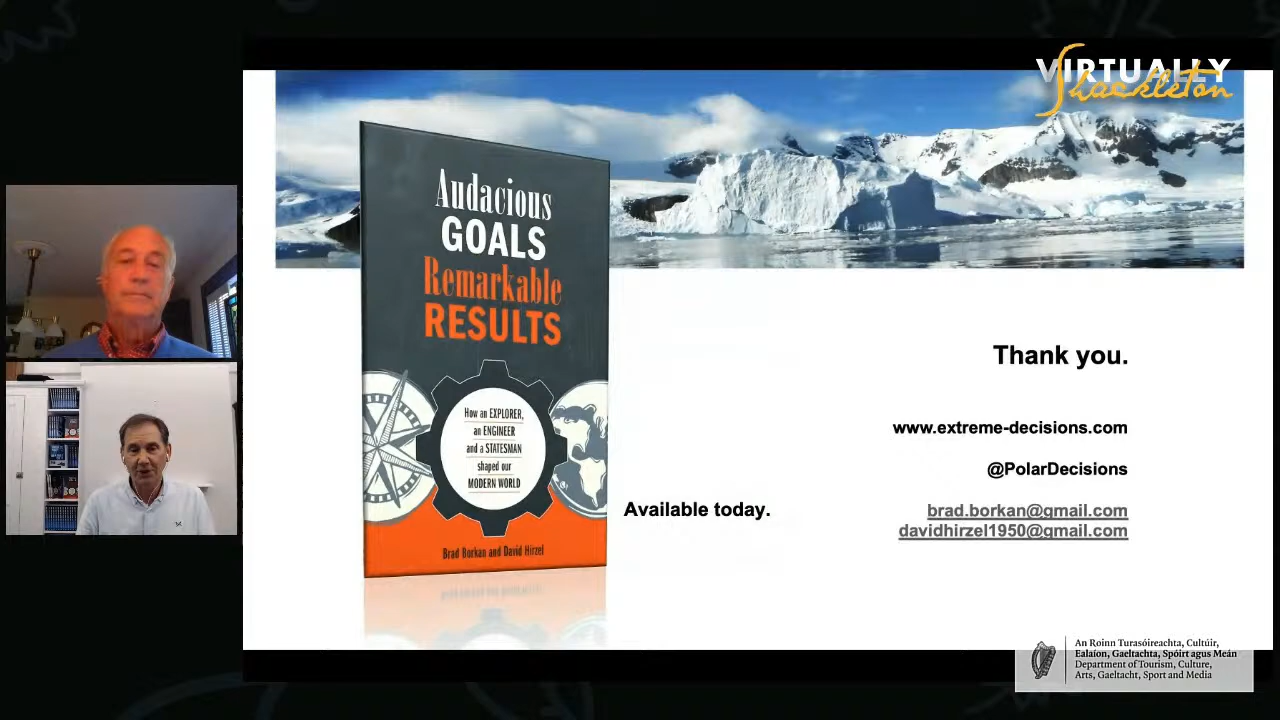 VIRTUALLY
Shackleton
Audacious
GOALS
Remarkable
RESULTS
How an EXPLORER,
an ENGINEER
and a STATESMAN
shaped our
MODERN WORLD
Brad Borkan and David Hirzel
Available today.
Thank you.
www.extreme-decisions.com
@PolarDecisions
brad.borkan@gmail.com
davidhirzel1950@gmail.com
An Roinn Turasóireachta, Cultúir,
Ealaíon, Gaeltachta, Spóirt agus Meán
Department of Tourism, Culture,
Arts, Gaeltacht, Sport and Media